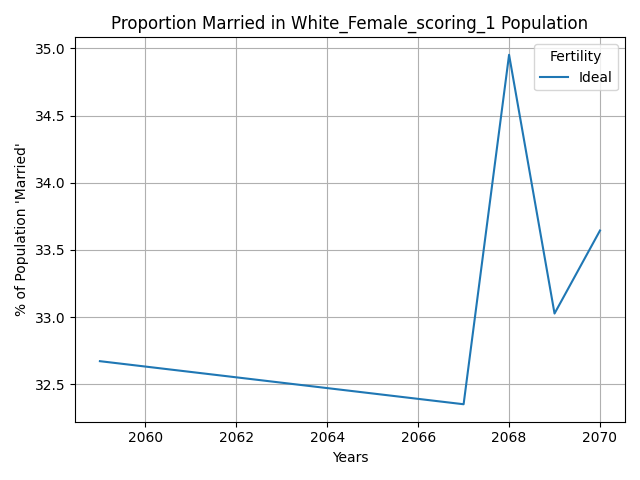 Proportion Married in White_Female_scoring_1 Population
Fertility
Ideal
% of Population 'Married'
35.0
34.5
34.0
33.5
33.0
32.5
2060 2062 2064 2066 2068 2070
Years